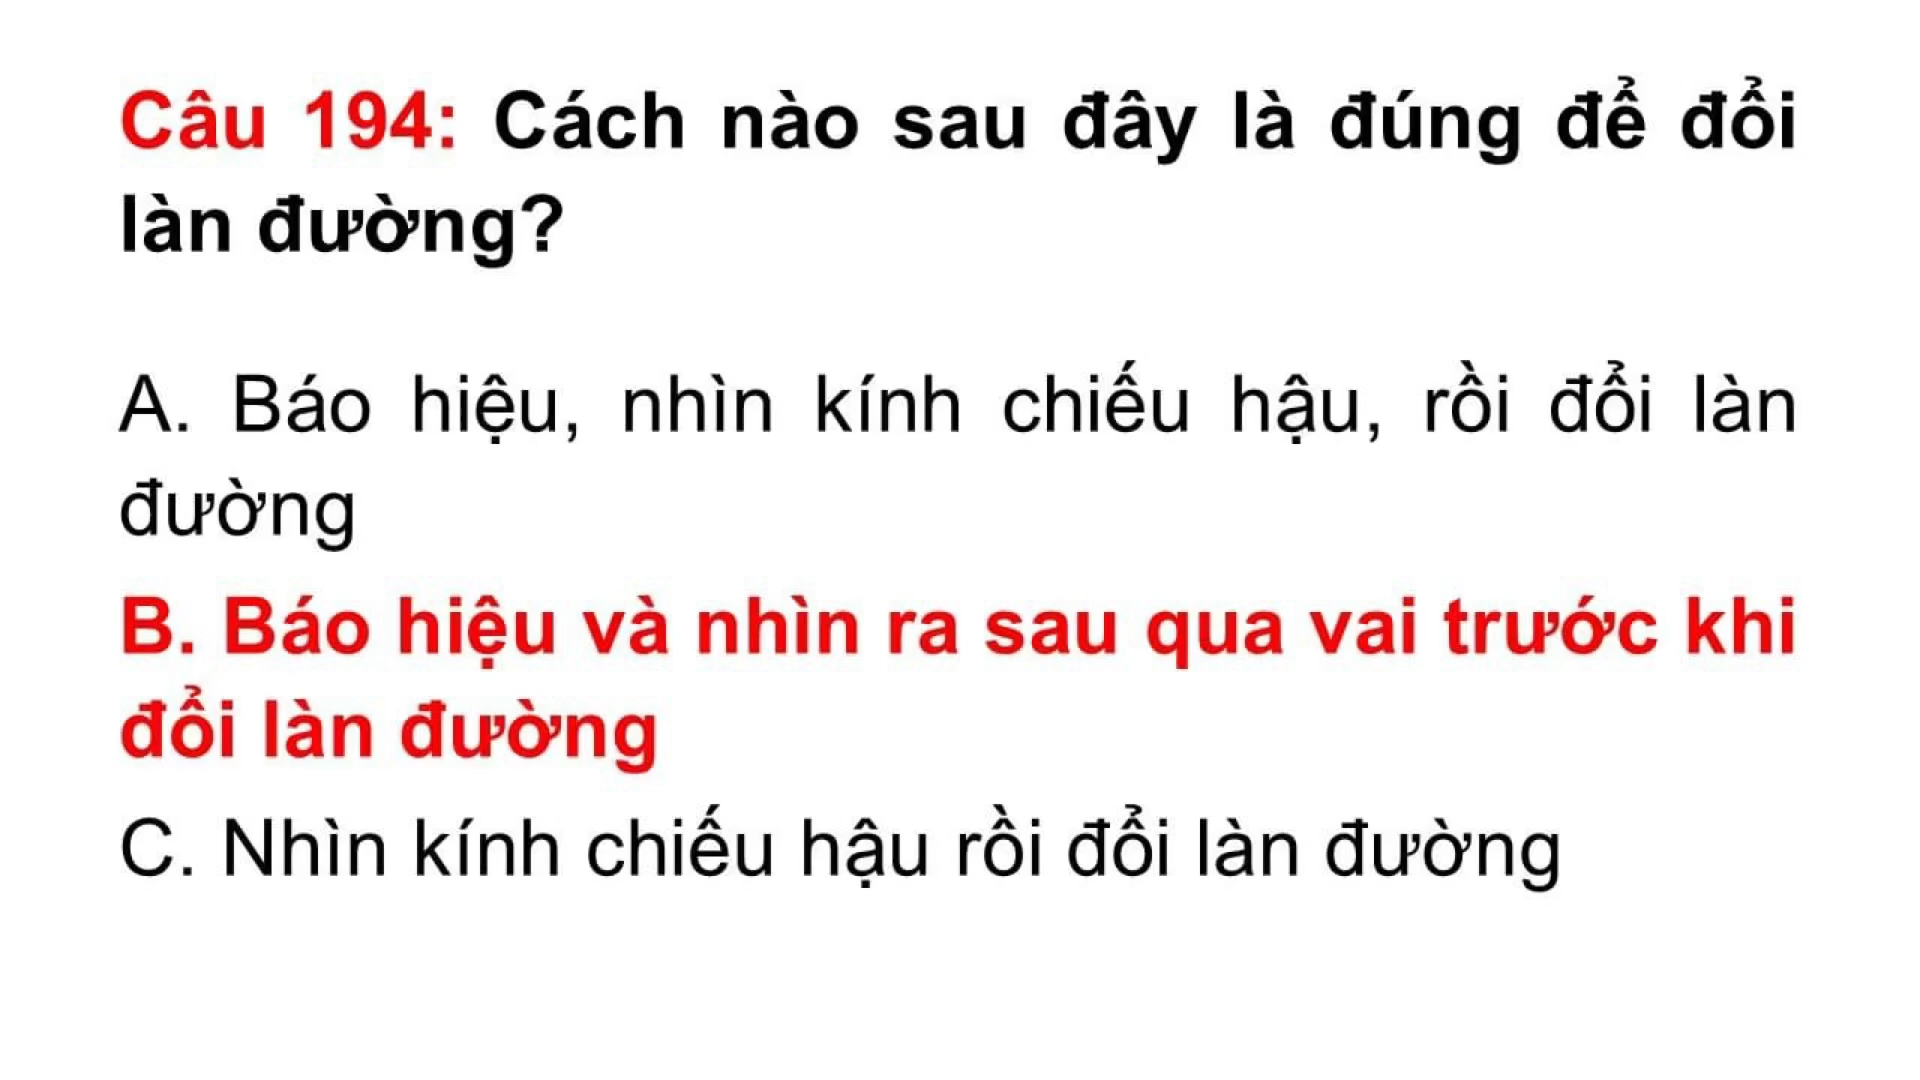 Câu 194: Cách nào sau đây là đúng để đổi
làn đường?
A. Báo hiệu, nhìn kính chiếu hậu, rồi đổi làn
đường
B. Báo hiệu và nhìn ra sau qua vai trước khi
đổi làn đường
C. Nhìn kính chiếu hậu rồi đổi làn đường